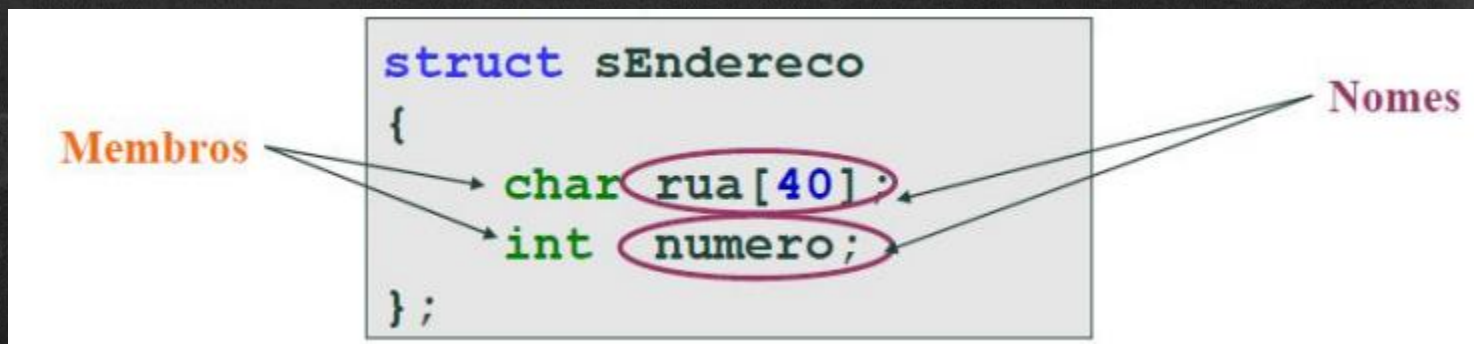 struct sEndereco
{
Membros
Nomes
char rua[40];
int numero;
};